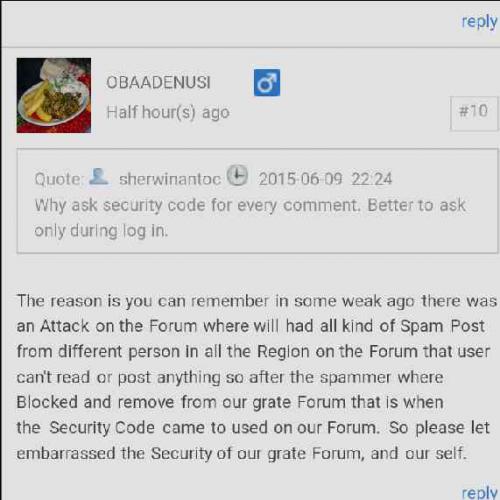 reply
OBAADENUSI
Half hour(s) ago
#10
Quote: sherwinantoc 2015-06-09 22:24
Why ask security code for every comment. Better to ask
only during log in.
The reason is you can remember in some weak ago there was
an Attack on the Forum where will had all kind of Spam Post
from different person in all the Region on the Forum that user
can't read or post anything so after the spammer where
Blocked and remove from our grate Forum that is when
the Security Code came to used on our Forum. So please let
embarrassed the Security of our grate Forum, and our self.
reply